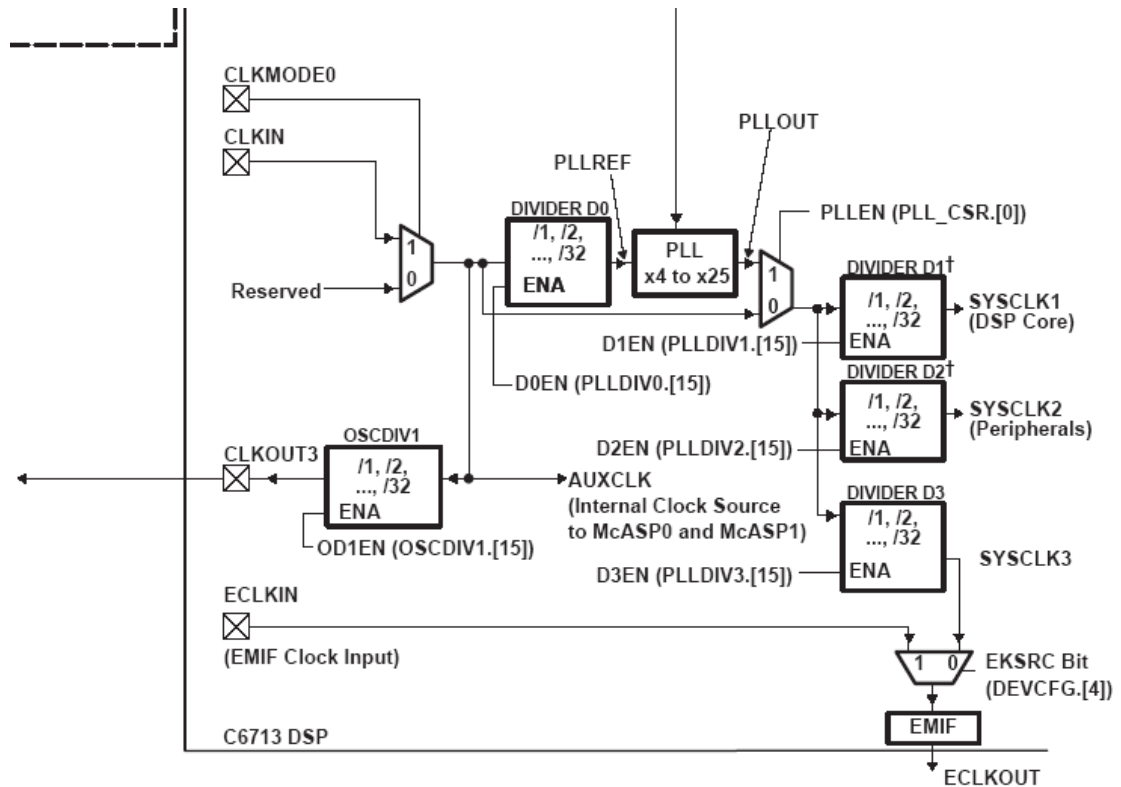 CLKMODE0
CLKIN
PLLOUT
PLLREF
DIVIDER D0
/1, /2,
..., /32
ENA
PLL
x4 to x25
PLLEN (PLL_CSR.[0])
1
0
Reserved
1
0
DIVIDER D1†
/1, /2,
..., /32
ENA
SYSCLK1
(DSP Core)
D1EN (PLLDIV1.[15])
D0EN (PLLDIV0.[15])
DIVIDER D2†
/1, /2,
..., /32
ENA
SYSCLK2
(Peripherals)
D2EN (PLLDIV2.[15])
CLKOUT3
OSCDIV1
/1, /2,
..., /32
ENA
OD1EN (OSCDIV1.[15])
AUXCLK
(Internal Clock Source
to McASP0 and McASP1)
DIVIDER D3
/1, /2,
..., /32
ENA
D3EN (PLLDIV3.[15])
SYSCLK3
ECLKIN
(EMIF Clock Input)
1 0
EKSRC Bit
(DEVCFG.[4])
EMIF
C6713 DSP
ECLKOUT